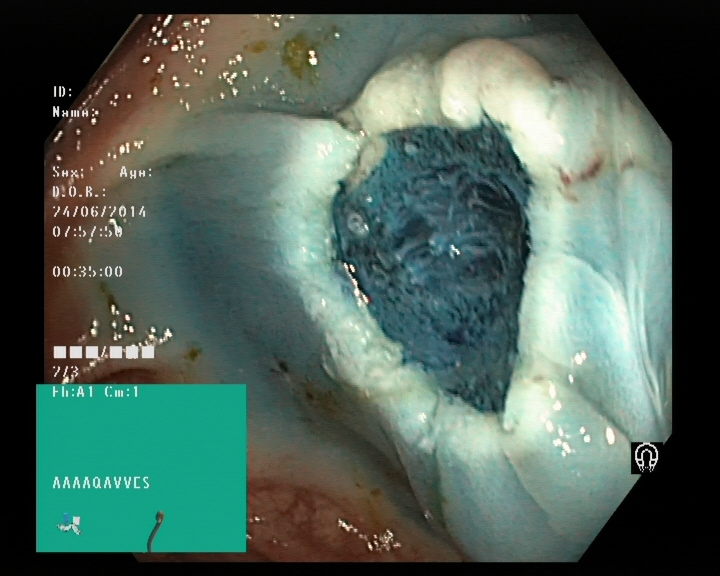 ID:
Name:
Sex: Age:
D.O.B.:
24/06/2014
07:57:50
00:35:00
2/3
Eh:A1 Cm:1
AAAAQAVVES